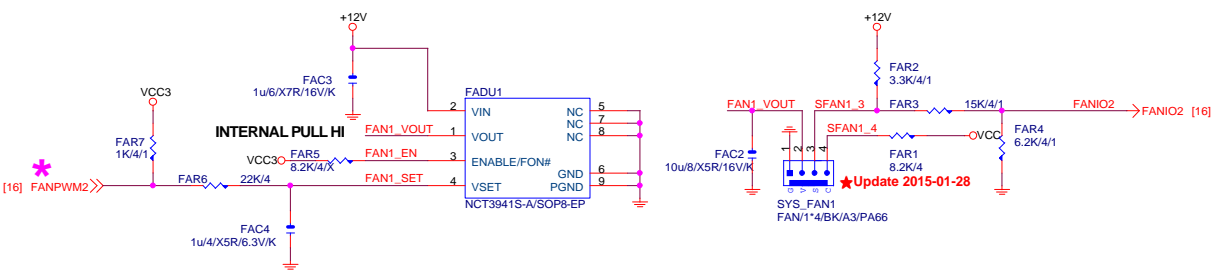 +12V
FAC3
1u/6/X7R/16V/K
VCC3
FAR7
1K/4/1
INTERNAL PULL HI
FAN1_VOUT
VCC3
FAR5
8.2K/4/X
FAN1_EN
*
[16] FANPWM2
FAR6
22K/4
FAN1_SET
FAC4
1u/4/X5R/6.3V/K
FADU1
2 VIN
1 VOUT
3 ENABLE/FON#
4 VSET
NC 5
NC 7
NC 8
GND 6
PGND 9
NCT3941S-A/SOP8-EP
+12V
FAR2
3.3K/4/1
FAN1_VOUT
SFAN1_3
FAR3
15K/4/1
FANIO2
FANIO2 [16]
SFAN1_4
VCC
FAR4
6.2K/4/1
FAC2
10u/8/X5R/16V/K
FAR1
8.2K/4
1 2 3 4
G V S C
★Update 2015-01-28
SYS_FAN1
FAN/1*4/BK/A3/PA66